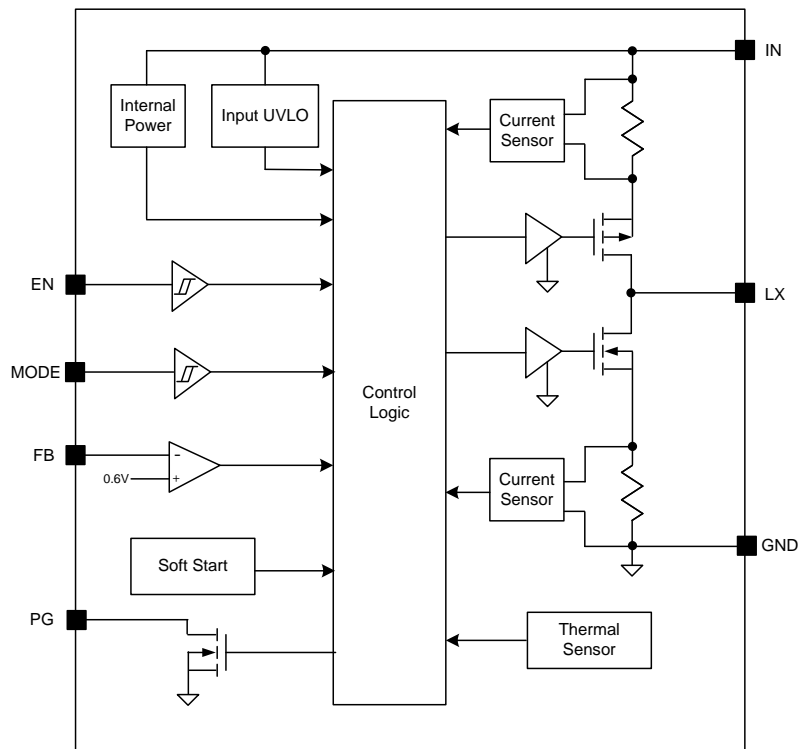 IN
Internal
Power
Input UVLO
Current
Sensor
EN
LX
MODE
Control
Logic
FB
-
0.6V
+
Current
Sensor
GND
Soft Start
PG
Thermal
Sensor